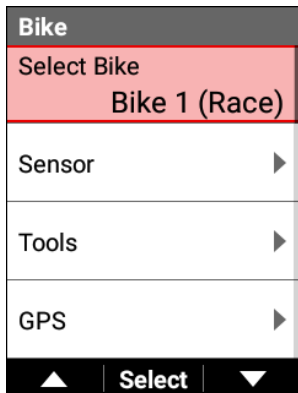 Bike
Select Bike
Bike 1 (Race)
Sensor
Tools
GPS
Select